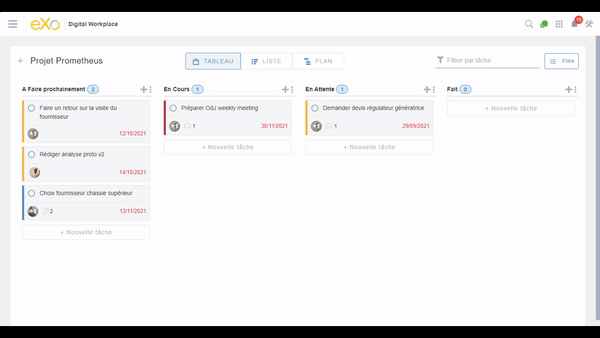 eXo Digital Workplace
15
Projet Prometheus
TABLEAU
LISTE
PLAN
Filtrer par tâche
Filtre
A Faire prochainement 3
En Cours 1
En Attente 1
Fait 0
Faire un retour sur la visite du
fournisseur
12/10/2021
Rédiger analyse proto v2
14/10/2021
Choix fournisseur chassie supérieur
2
13/11/2021
+ Nouvelle tâche
Préparer OdJ weekly meeting
1
30/11/2021
+ Nouvelle tâche
Demander devis régulateur génératrice
1
29/09/2021
+ Nouvelle tâche
+ Nouvelle tâche